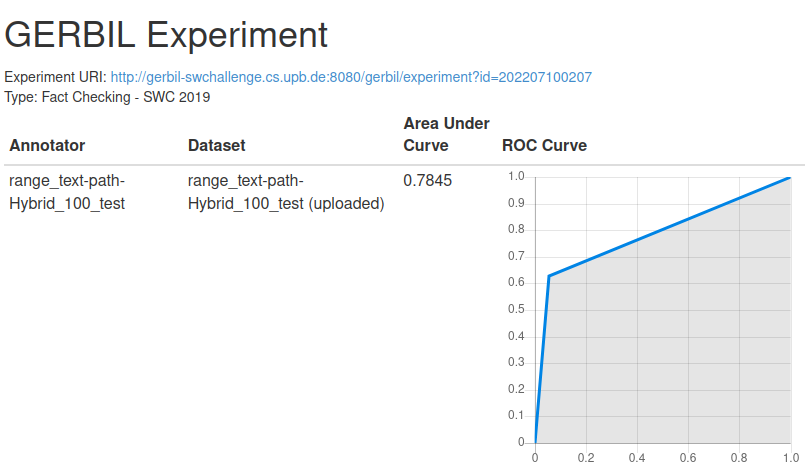 GERBIL Experiment
Experiment URI: http://gerbil-swchallenge.cs.upb.de:8080/gerbil/experiment?id=202207100207
Type: Fact Checking - SWC 2019
Annotator Dataset Area Under Curve ROC Curve
range_text-path-Hybrid_100_test range_text-path-Hybrid_100_test (uploaded) 0.7845
1.0
0.9
0.8
0.7
0.6
0.5
0.4
0.3
0.2
0.1
0
0 0.2 0.4 0.6 0.8 1.0